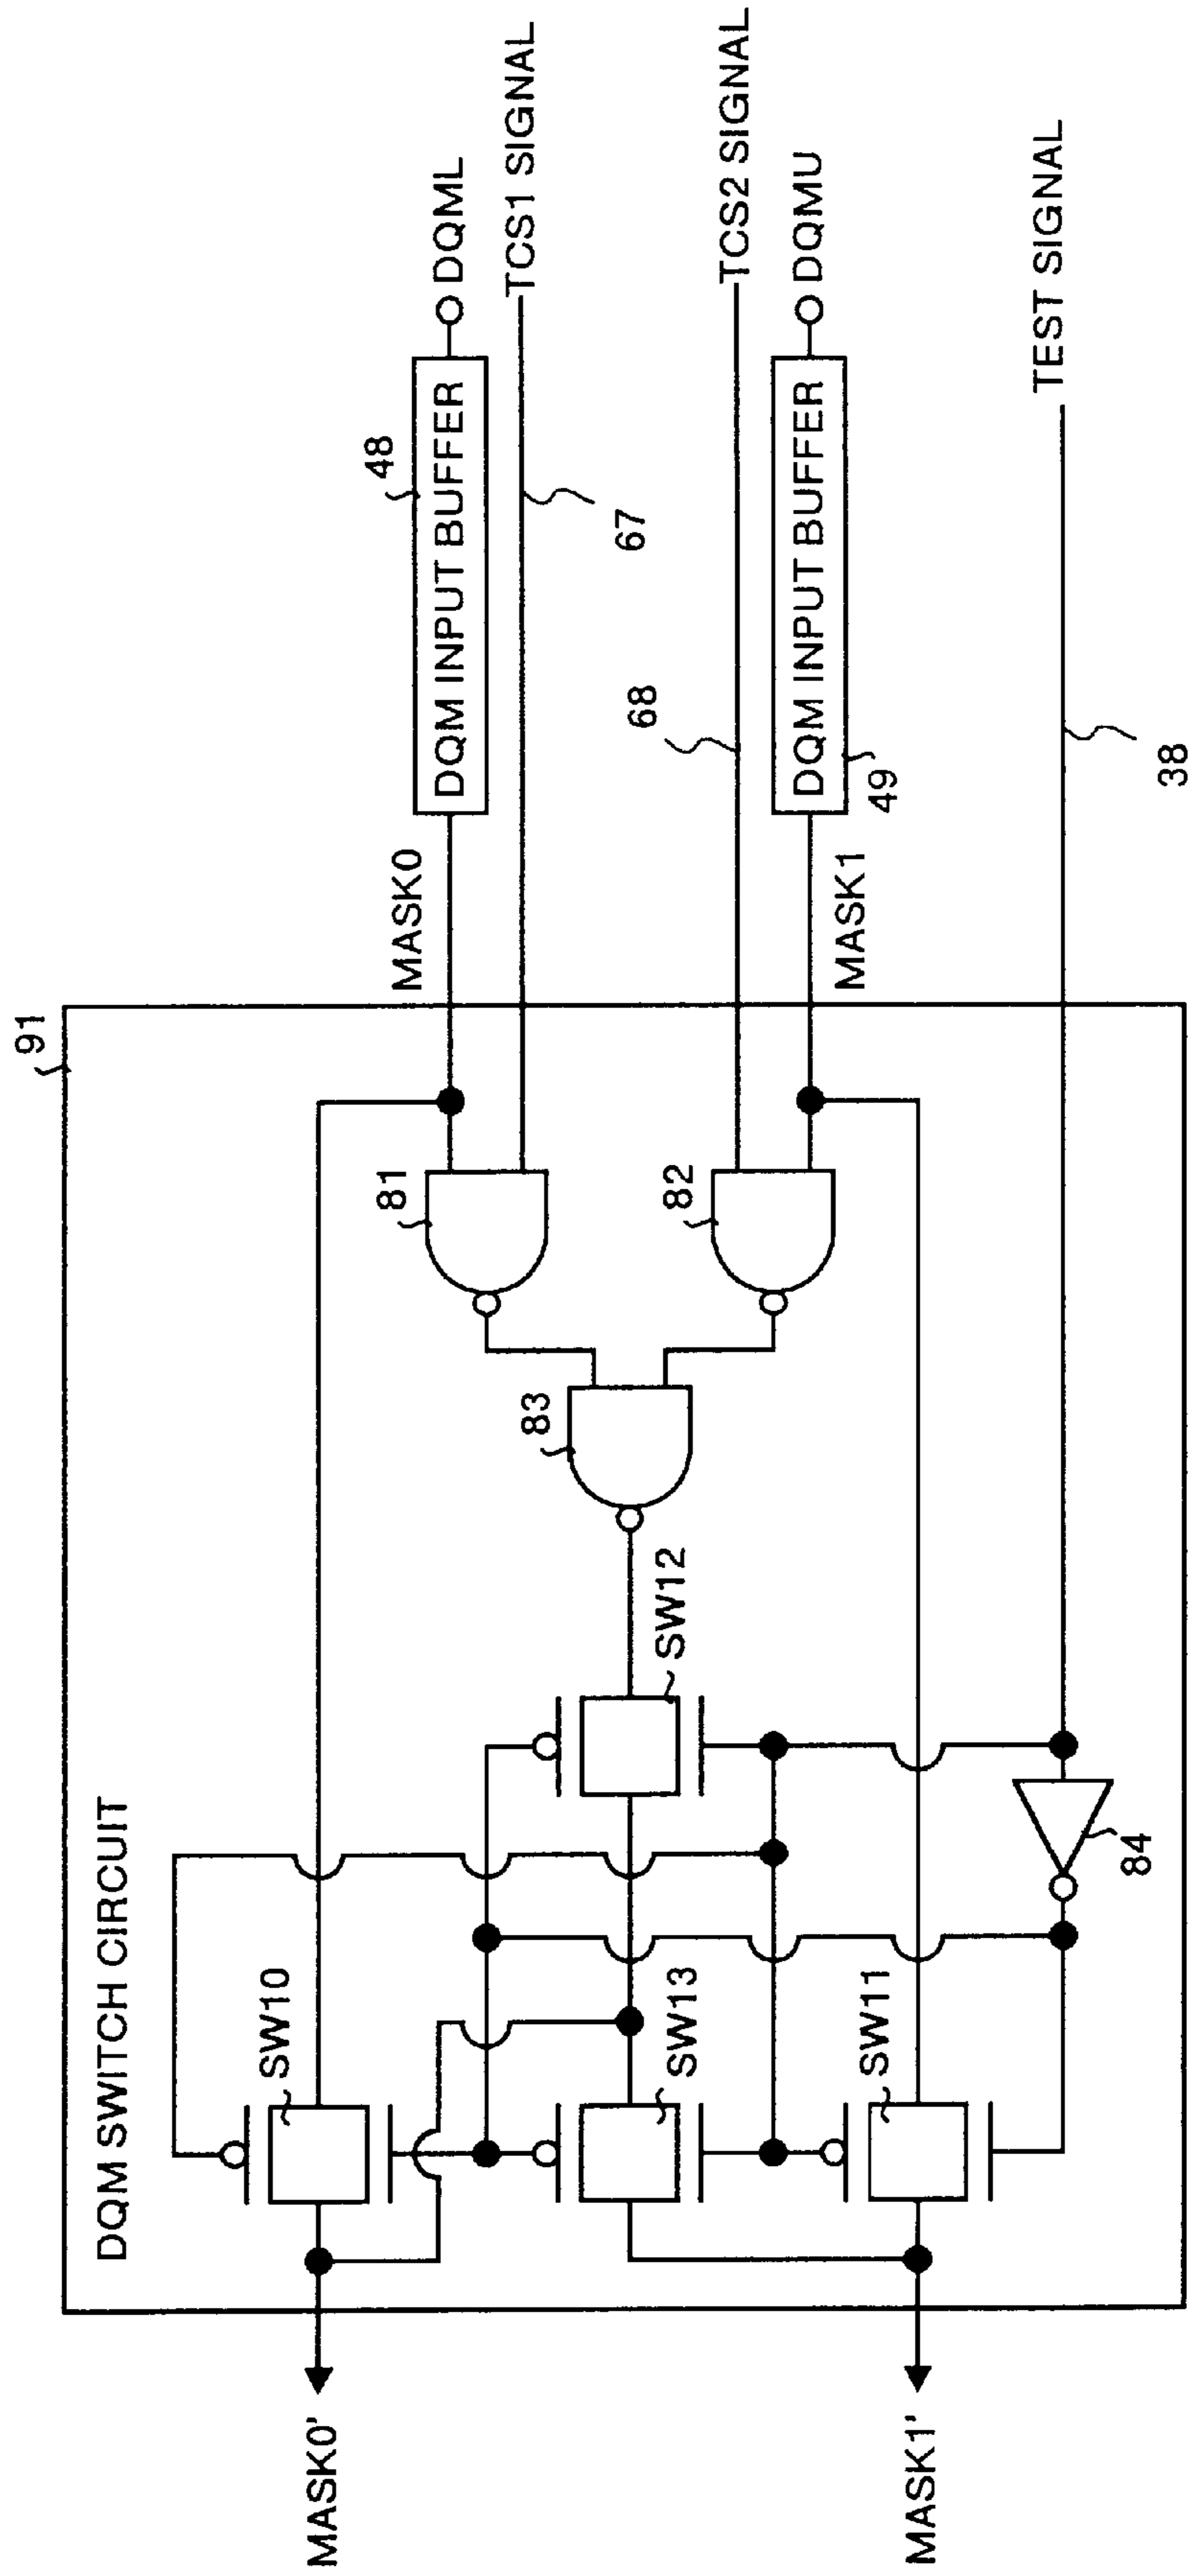 DQM SWITCH CIRCUIT
91
MASK0'
SW10
MASK0
48
DQM INPUT BUFFER
DQML
81
67
TCS1 SIGNAL
SW13
SW12
83
82
68
TCS2 SIGNAL
MASK1'
SW11
MASK1
49
DQM INPUT BUFFER
DQMU
84
38
TEST SIGNAL